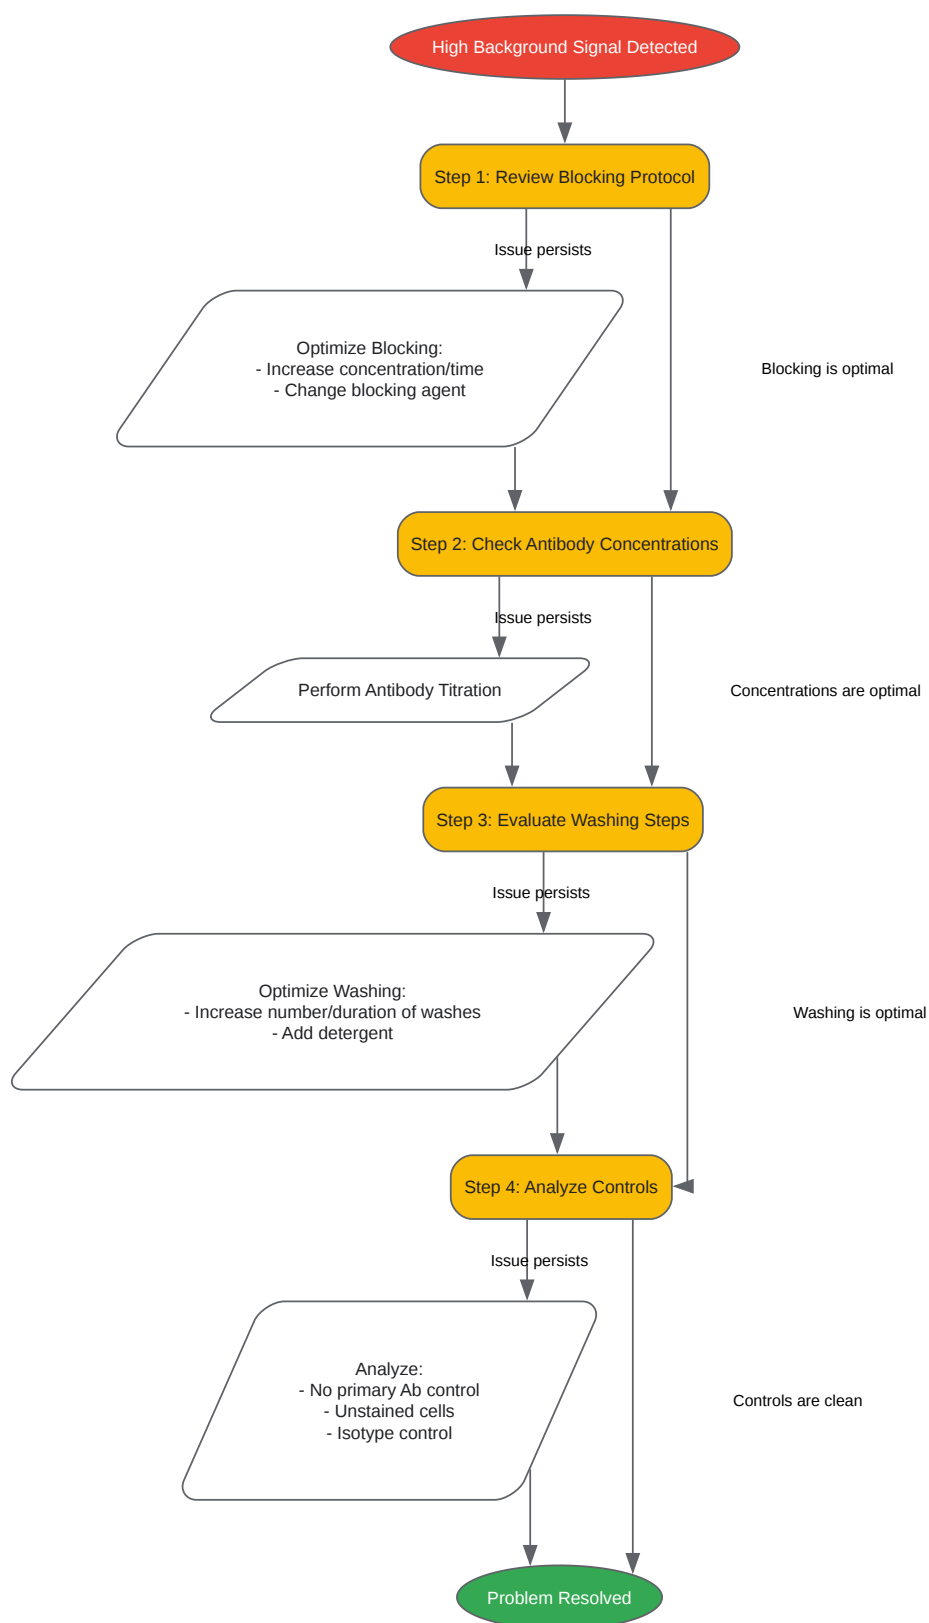 High Background Signal Detected
Step 1: Review Blocking Protocol
Issue persists
Optimize Blocking:
- Increase concentration/time
- Change blocking agent
Blocking is optimal
Step 2: Check Antibody Concentrations
Issue persists
Perform Antibody Titration
Concentrations are optimal
Step 3: Evaluate Washing Steps
Issue persists
Optimize Washing:
- Increase number/duration of washes
- Add detergent
Washing is optimal
Step 4: Analyze Controls
Issue persists
Analyze:
- No primary Ab control
- Unstained cells
- Isotype control
Controls are clean
Problem Resolved